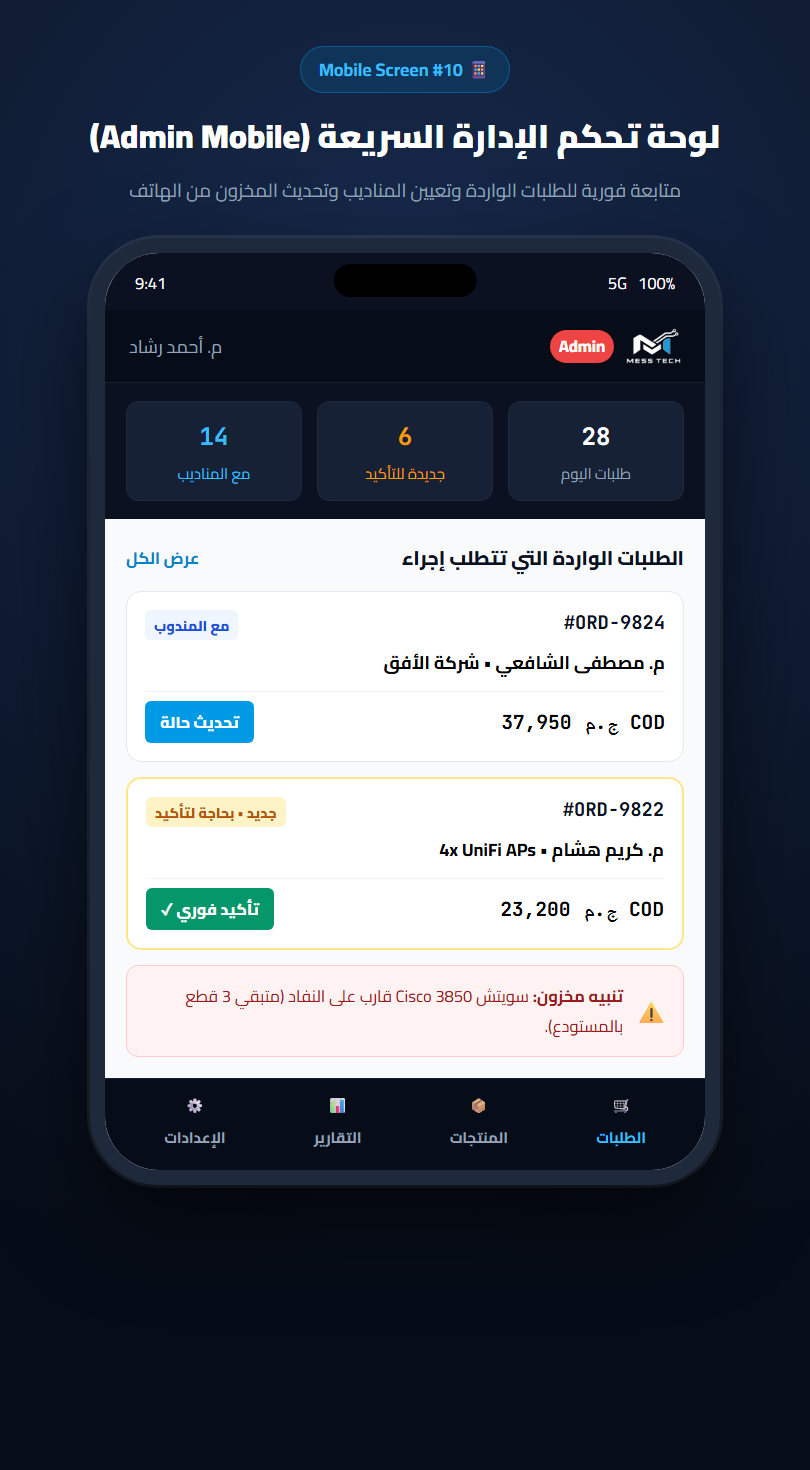 Mobile Screen #10
لوحة تحكم الإدارة السريعة (Admin Mobile)
متابعة فورية للطلبات الواردة وتعيين المناديب وتحديث المخزون من الهاتف
9:41
5G 100%
MESS TECH
Admin
م. أحمد رشاد
28
طلبات اليوم
6
جديدة للتأكيد
14
مع المناديب
الطلبات الواردة التي تتطلب إجراء
عرض الكل
#ORD-9824
مع المندوب
م. مصطفى الشافعي • شركة الأفق
37,950 ج.م COD
تحديث حالة
#ORD-9822
جديد • بحاجة لتأكيد
م. كريم هشام • 4x UniFi APs
23,200 ج.م COD
تأكيد فوري ✓
تنبيه مخزون: سويتش Cisco 3850 قارب على النفاد (متبقي 3 قطع
بالمستودع).
الطلبات
المنتجات
التقارير
الإعدادات